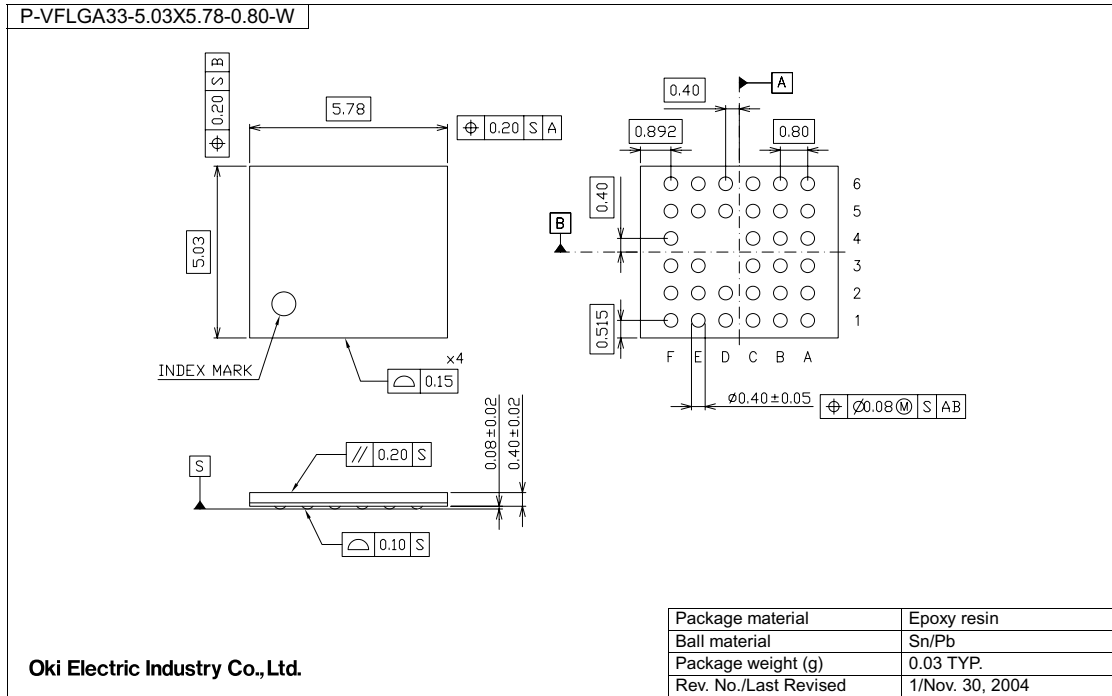 P-VFLGA33-5.03X5.78-0.80-W
⌖ 0.20 S B
5.78
⌖ 0.20 S A
5.03
INDEX MARK
x4
⌓ 0.15
A
0.40
0.892
0.80
0.40
B
0.515
6
5
4
3
2
1
F E D C B A
Ø0.40±0.05
⌖ Ø0.08Ⓜ S AB
// 0.20 S
0.08±0.02
0.40±0.02
S
⌓ 0.10 S
Package material Epoxy resin
Ball material Sn/Pb
Package weight (g) 0.03 TYP.
Rev. No./Last Revised 1/Nov. 30, 2004
Oki Electric Industry Co., Ltd.